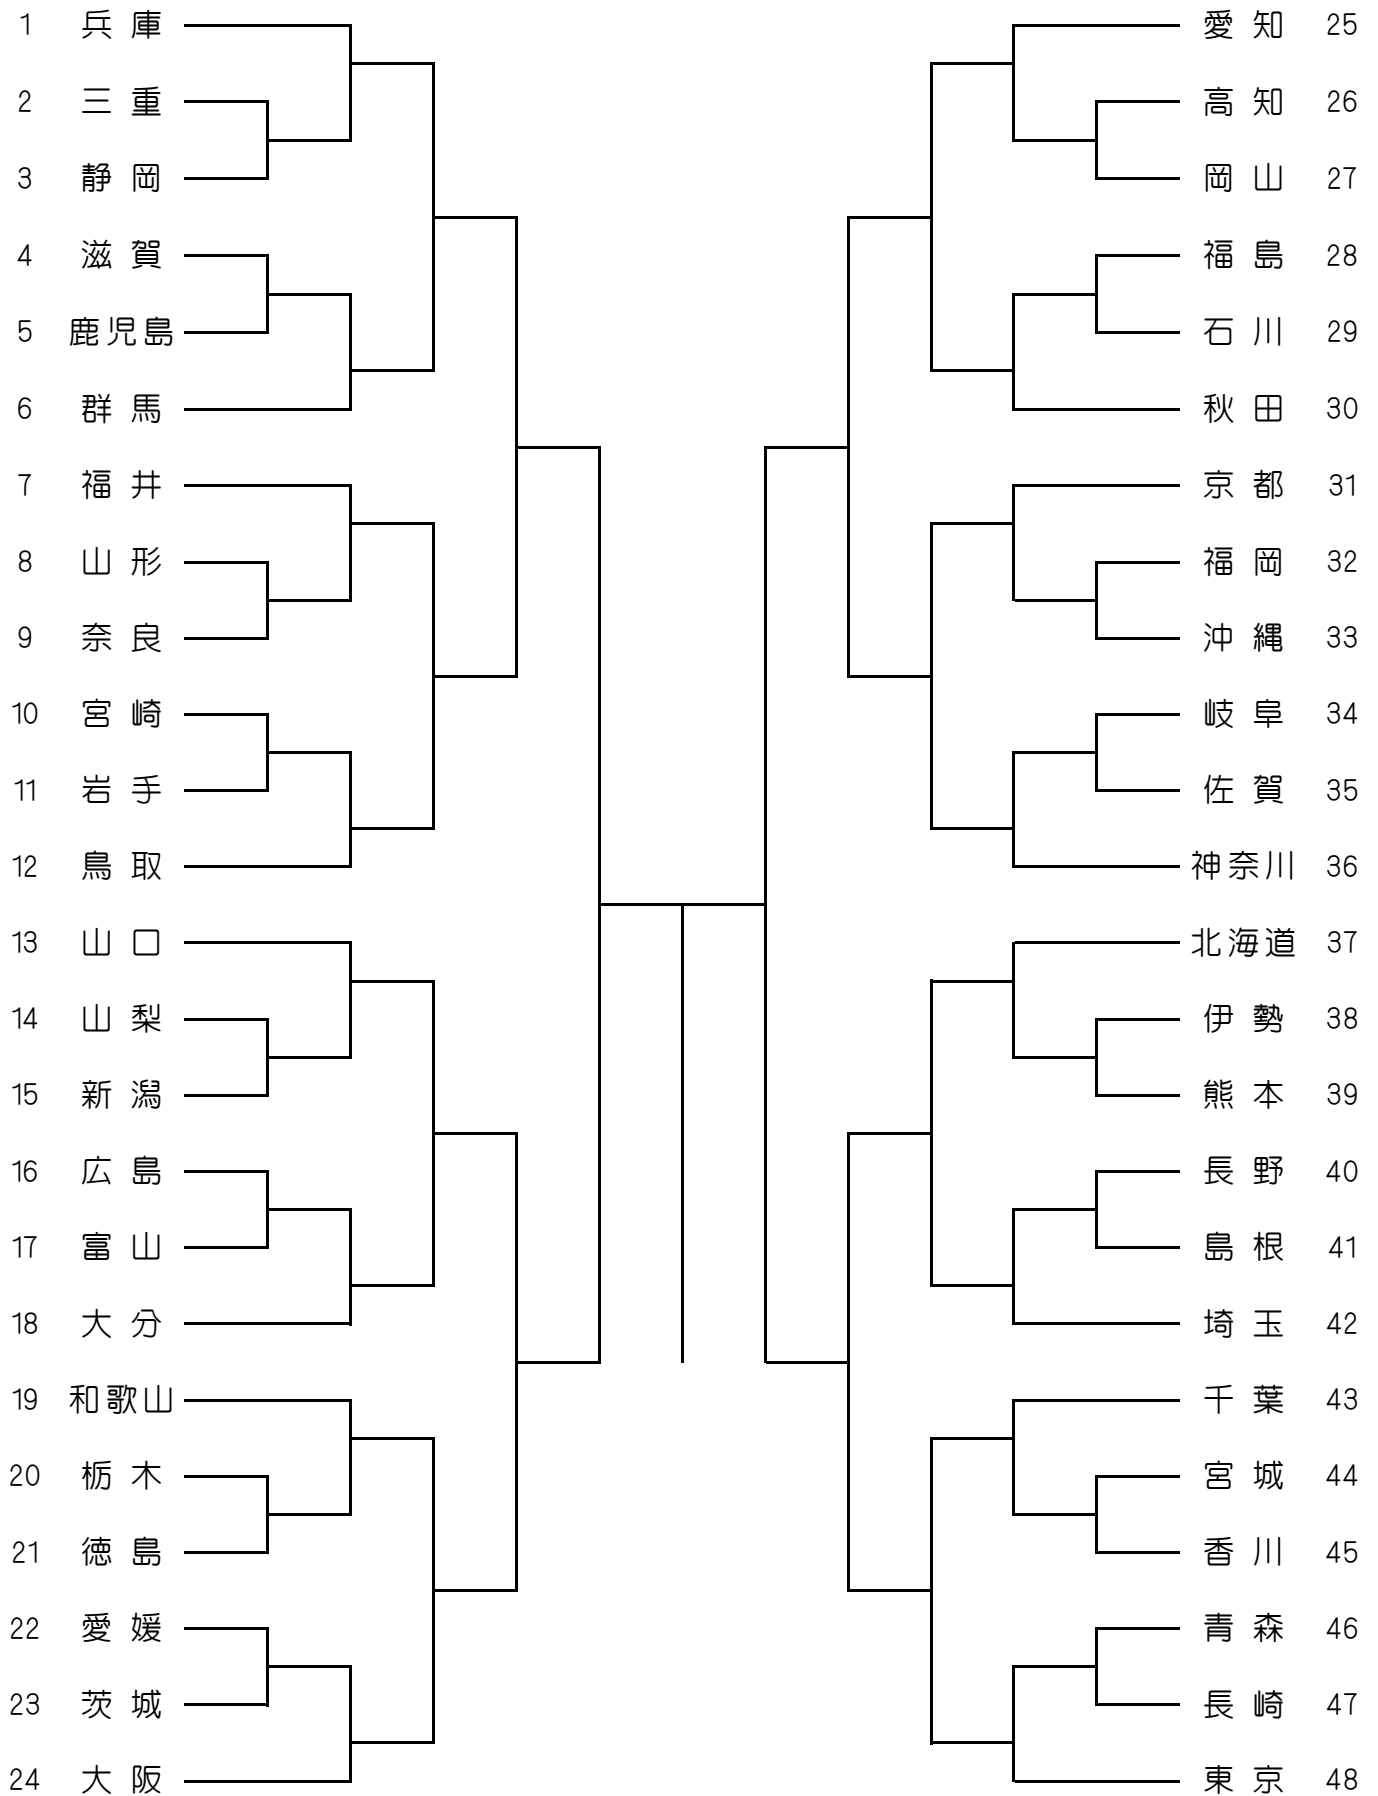 1 兵庫
2 三重
3 静岡
4 滋賀
5 鹿児島
6 群馬
7 福井
8 山形
9 奈良
10 宮崎
11 岩手
12 鳥取
13 山口
14 山梨
15 新潟
16 広島
17 富山
18 大分
19 和歌山
20 栃木
21 徳島
22 愛媛
23 茨城
24 大阪
愛知 25
高知 26
岡山 27
福島 28
石川 29
秋田 30
京都 31
福岡 32
沖縄 33
岐阜 34
佐賀 35
神奈川 36
北海道 37
伊勢 38
熊本 39
長野 40
島根 41
埼玉 42
千葉 43
宮城 44
香川 45
青森 46
長崎 47
東京 48